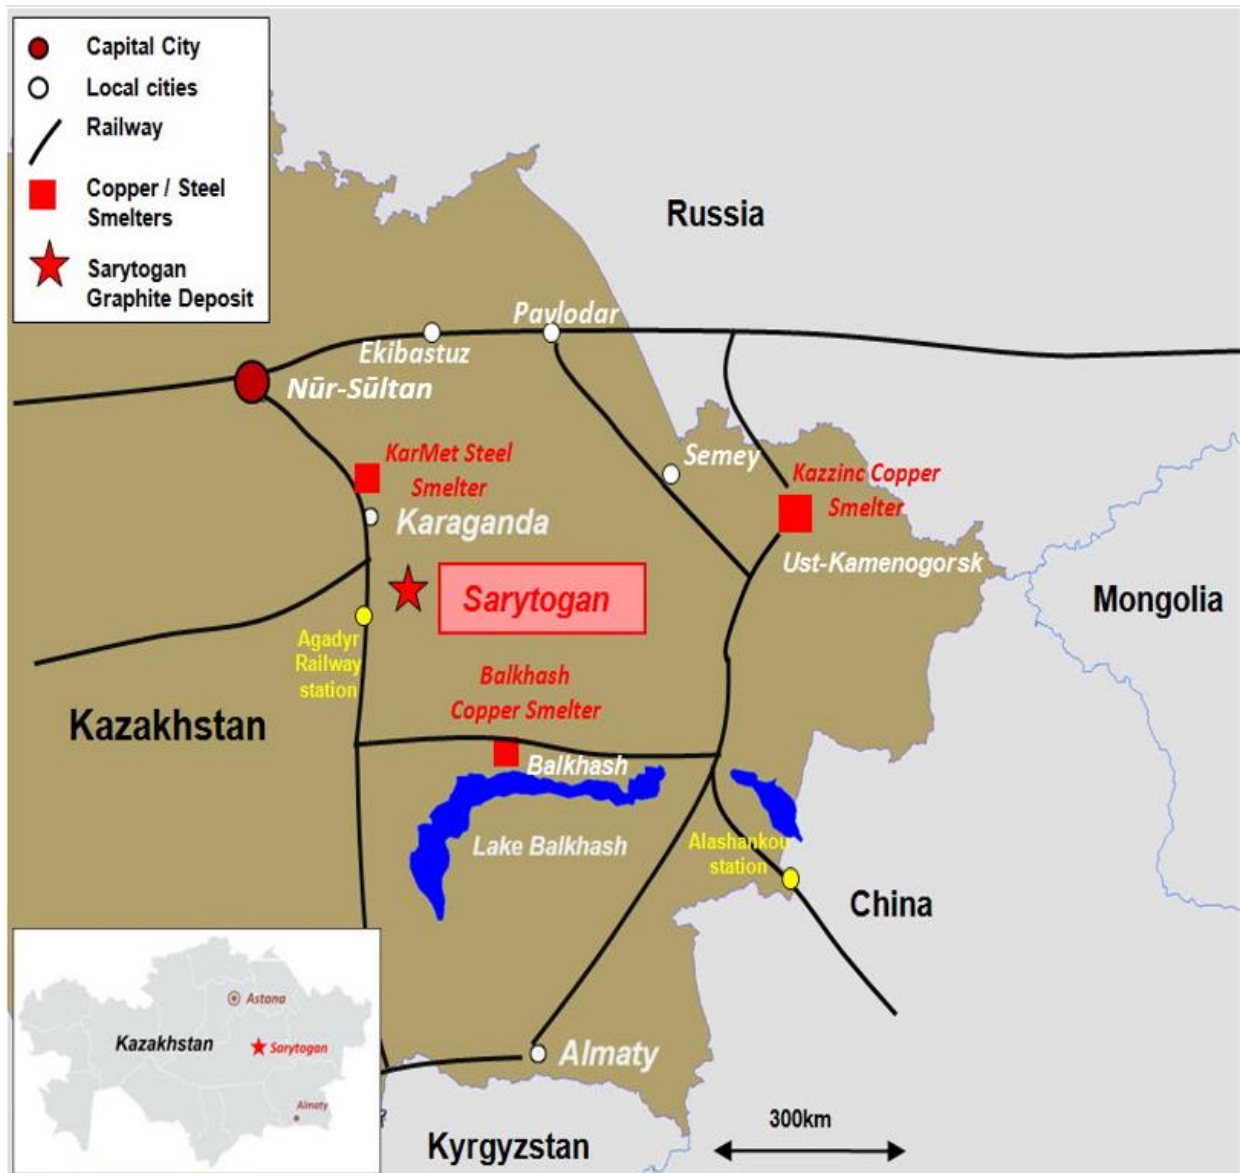 Capital City
Local cities
Railway
Copper / Steel
Smelters
Sarytogan
Graphite Deposit
Russia
Pavlodar
Ekibastuz
Nūr-Sūltan
KarMet Steel
Smelter
Semey
Kazzinc Copper
Smelter
Karaganda
Ust-Kamenogorsk
Sarytogan
Mongolia
Agadyr
Railway
station
Balkhash
Copper Smelter
Kazakhstan
Balkhash
Lake Balkhash
Alashankou
station
China
Astana
Kazakhstan
Sarytogan
Almaty
Almaty
?
Kyrgyzstan
300km